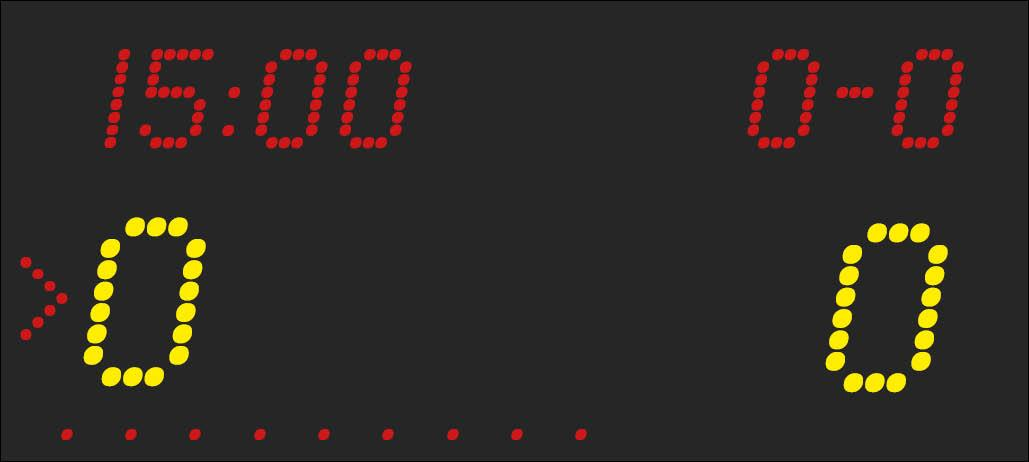 15:00 0-0
>0 0
. . . . . . . . .